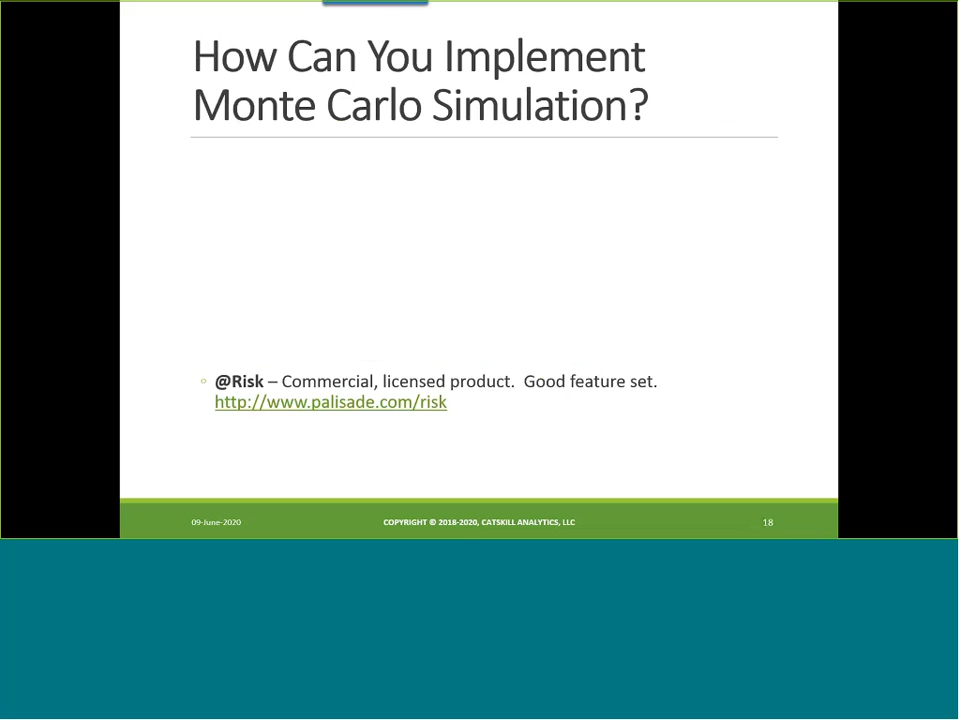 How Can You Implement
Monte Carlo Simulation?
@Risk – Commercial, licensed product.  Good feature set.
http://www.palisade.com/risk
09-June-2020
COPYRIGHT © 2018-2020, CATSKILL ANALYTICS, LLC
18